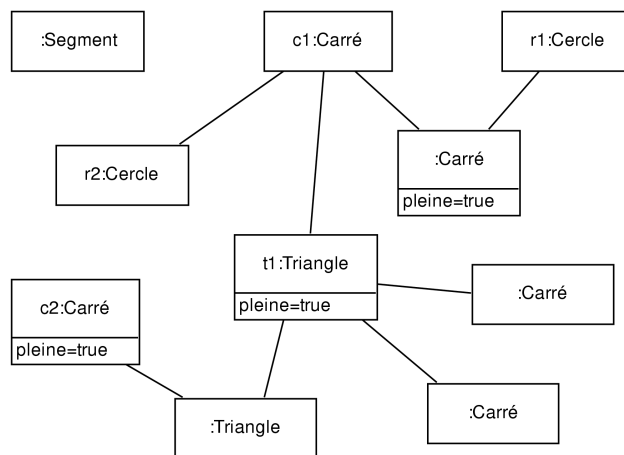 :Segment
c1:Carré
r1:Cercle
r2:Cercle
:Carré
pleine=true
t1:Triangle
pleine=true
:Carré
c2:Carré
pleine=true
:Carré
:Triangle